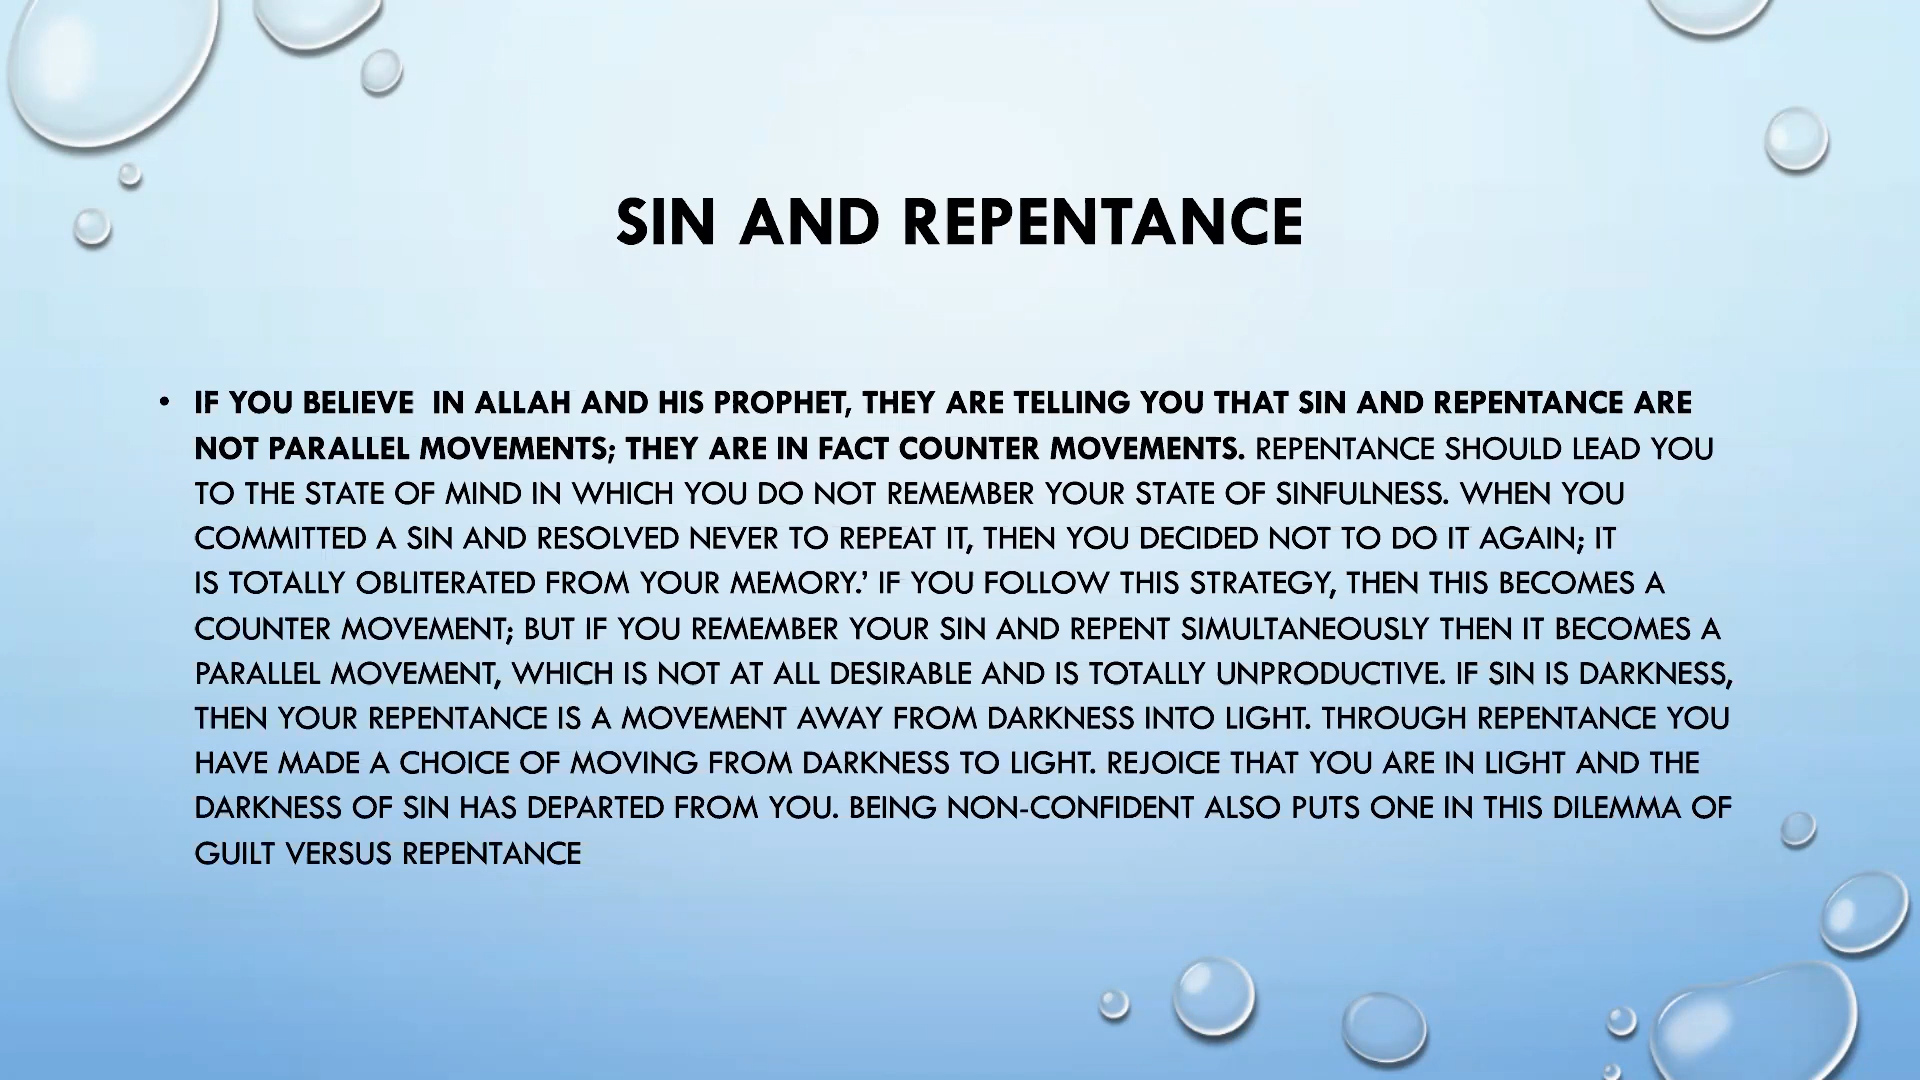 SIN AND REPENTANCE
• IF YOU BELIEVE  IN ALLAH AND HIS PROPHET, THEY ARE TELLING YOU THAT SIN AND REPENTANCE ARE
NOT PARALLEL MOVEMENTS; THEY ARE IN FACT COUNTER MOVEMENTS. REPENTANCE SHOULD LEAD YOU
TO THE STATE OF MIND IN WHICH YOU DO NOT REMEMBER YOUR STATE OF SINFULNESS. WHEN YOU
COMMITTED A SIN AND RESOLVED NEVER TO REPEAT IT, THEN YOU DECIDED NOT TO DO IT AGAIN; IT
IS TOTALLY OBLITERATED FROM YOUR MEMORY.’ IF YOU FOLLOW THIS STRATEGY, THEN THIS BECOMES A
COUNTER MOVEMENT; BUT IF YOU REMEMBER YOUR SIN AND REPENT SIMULTANEOUSLY THEN IT BECOMES A
PARALLEL MOVEMENT, WHICH IS NOT AT ALL DESIRABLE AND IS TOTALLY UNPRODUCTIVE. IF SIN IS DARKNESS,
THEN YOUR REPENTANCE IS A MOVEMENT AWAY FROM DARKNESS INTO LIGHT. THROUGH REPENTANCE YOU
HAVE MADE A CHOICE OF MOVING FROM DARKNESS TO LIGHT. REJOICE THAT YOU ARE IN LIGHT AND THE
DARKNESS OF SIN HAS DEPARTED FROM YOU. BEING NON-CONFIDENT ALSO PUTS ONE IN THIS DILEMMA OF
GUILT VERSUS REPENTANCE